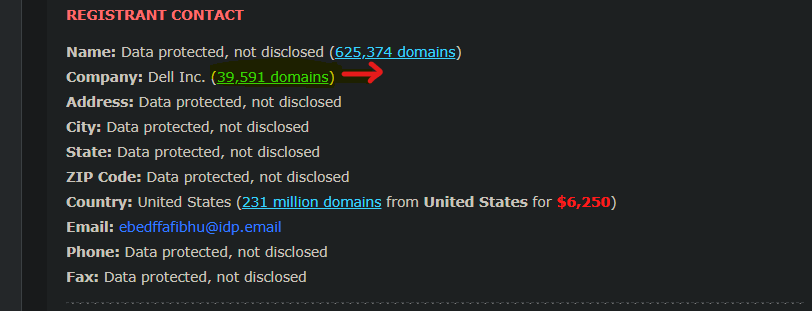 REGISTRANT CONTACT
Name: Data protected, not disclosed (625,374 domains)
Company: Dell Inc. (39,591 domains)
Address: Data protected, not disclosed
City: Data protected, not disclosed
State: Data protected, not disclosed
ZIP Code: Data protected, not disclosed
Country: United States (231 million domains from United States for $6,250)
Email: ebedffafibhu@idp.email
Phone: Data protected, not disclosed
Fax: Data protected, not disclosed